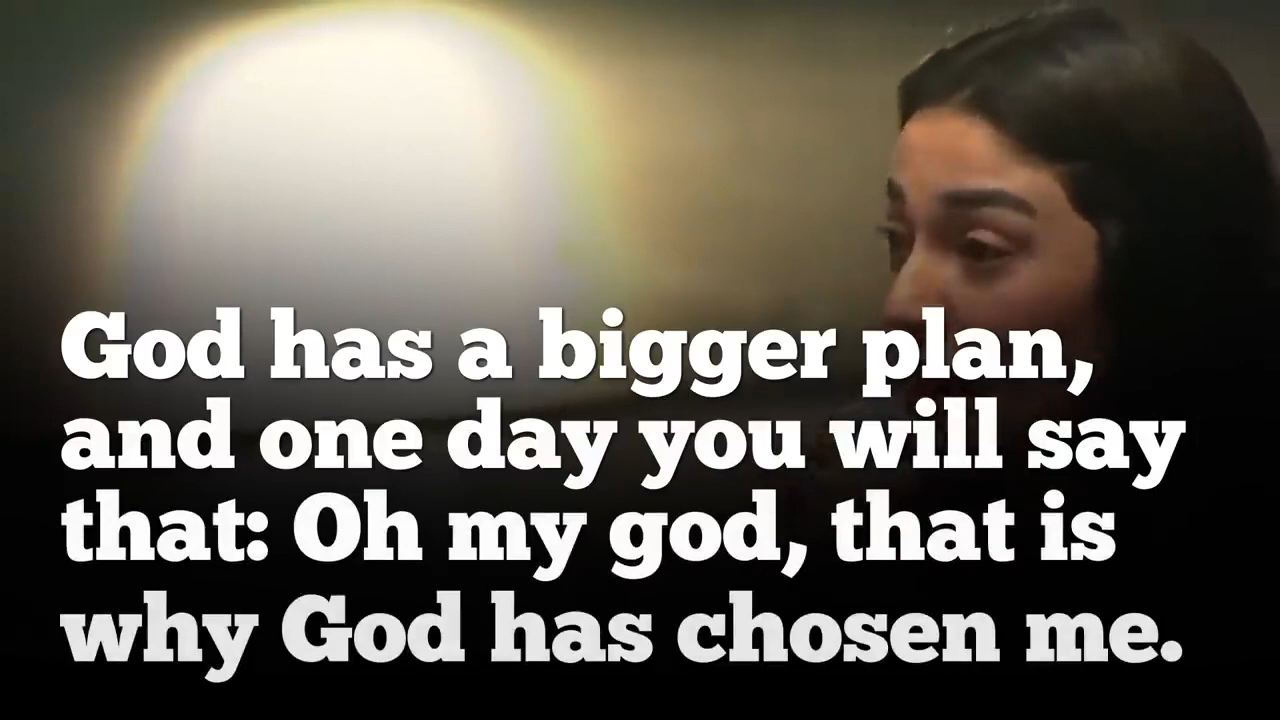 God has a bigger plan,
and one day you will say
that: Oh my god, that is
why God has chosen me.